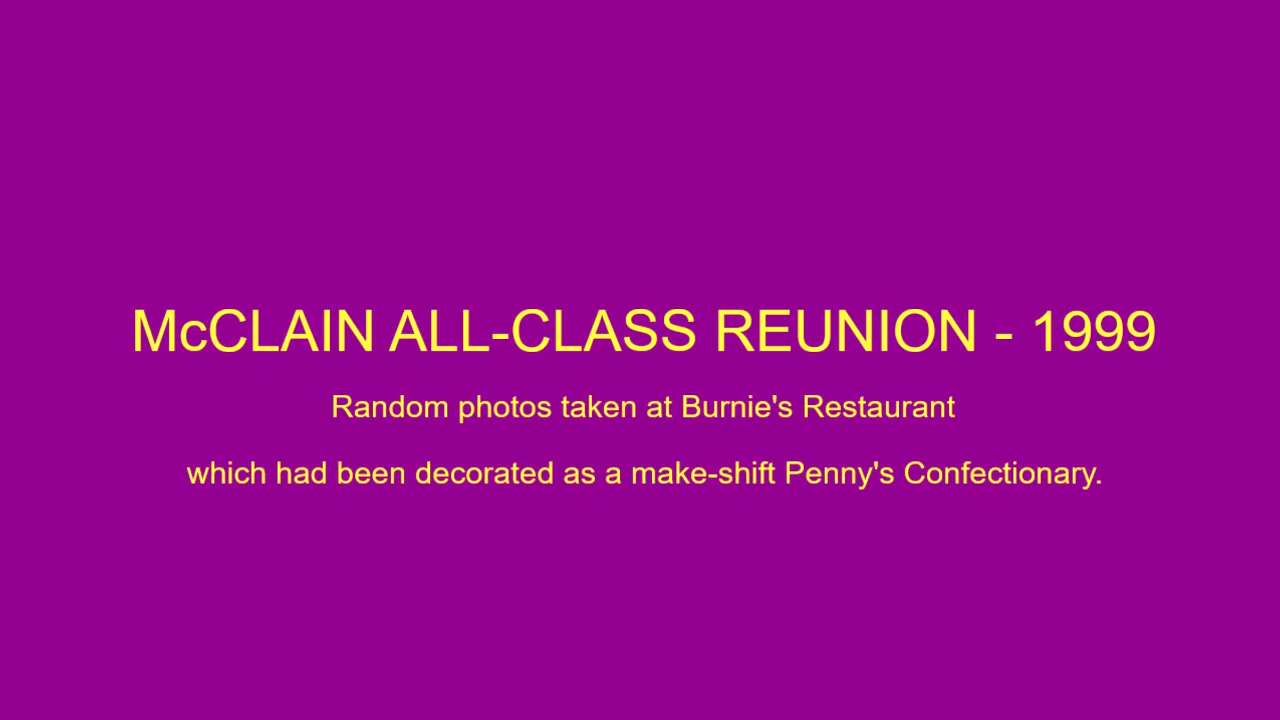 McCLAIN ALL-CLASS REUNION - 1999
Random photos taken at Burnie's Restaurant
which had been decorated as a make-shift Penny's Confectionary.